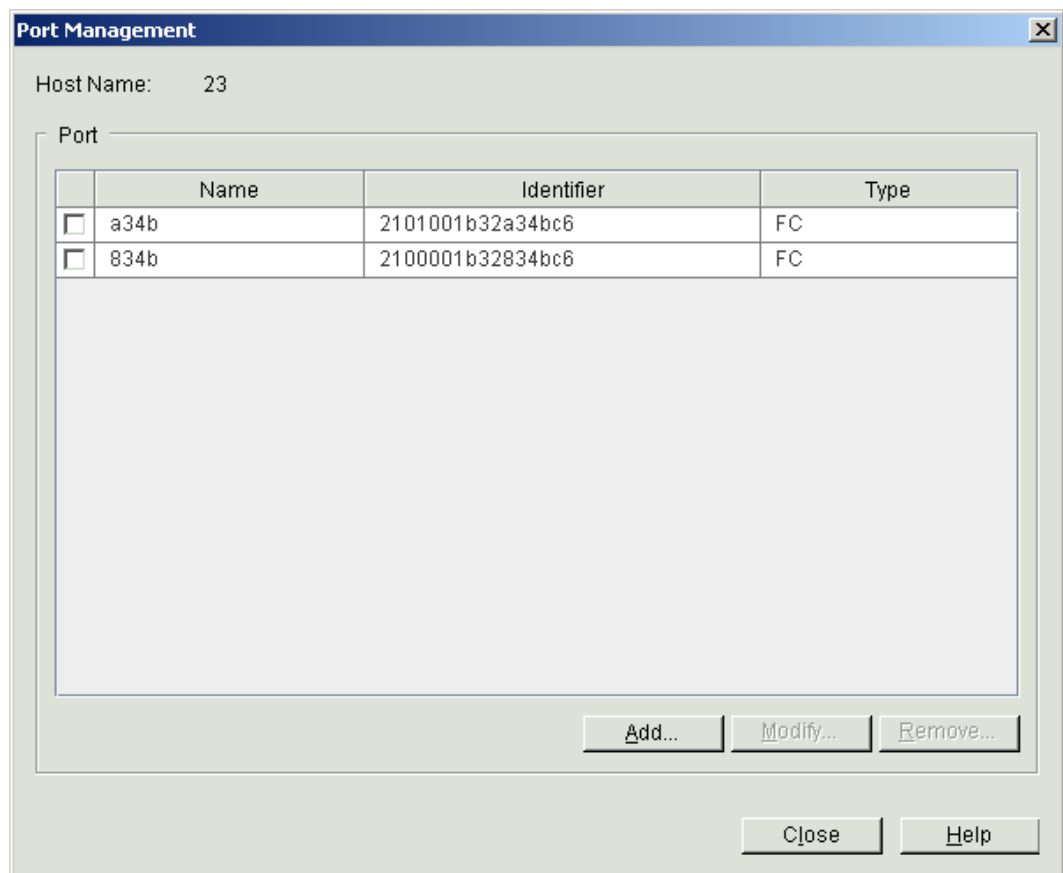 Port Management
Host Name: 23
Port
Name Identifier Type
a34b 2101001b32a34bc6 FC
834b 2100001b32834bc6 FC
Add... Modify... Remove...
Close Help